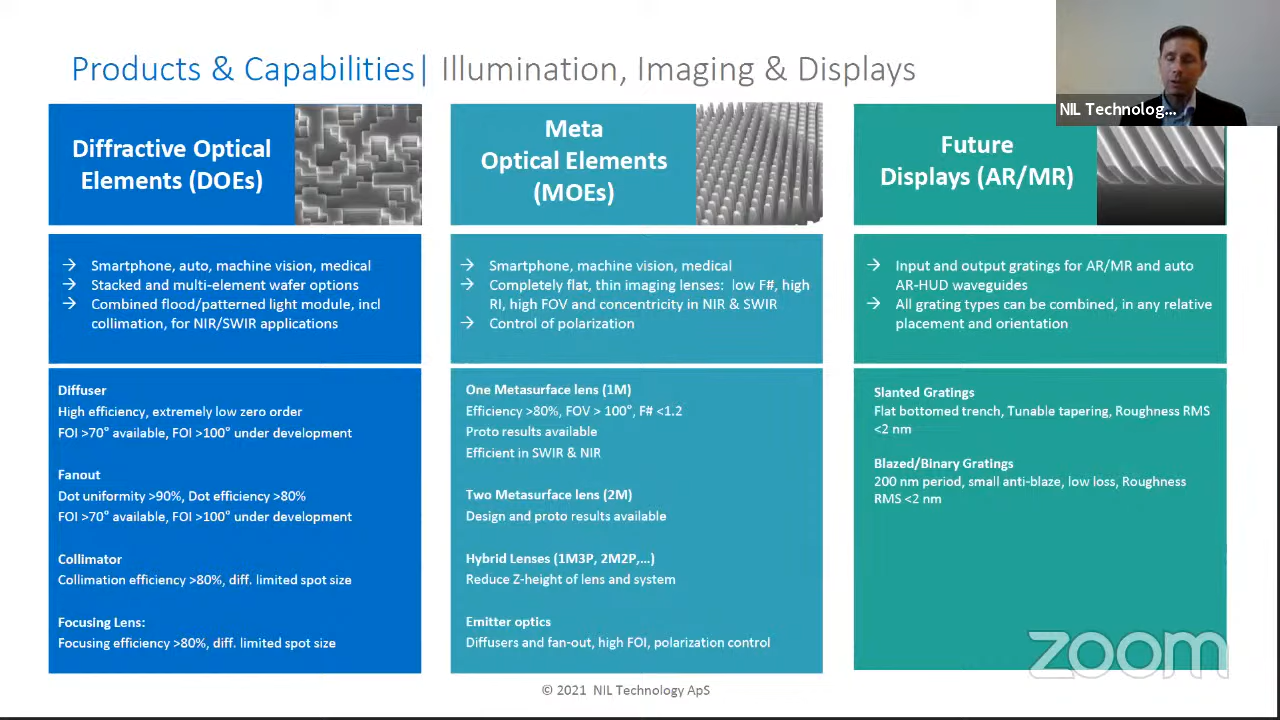 Products & Capabilities| Illumination, Imaging & Displays
NIL Technolog...
Diffractive Optical
Elements (DOEs)
→ Smartphone, auto, machine vision, medical
→ Stacked and multi-element wafer options
→ Combined flood/patterned light module, incl
collimation, for NIR/SWIR applications
Diffuser
High efficiency, extremely low zero order
FOI >70° available, FOI >100° under development
Fanout
Dot uniformity >90%, Dot efficiency >80%
FOI >70° available, FOI >100° under development
Collimator
Collimation efficiency >80%, diff. limited spot size
Focusing Lens:
Focusing efficiency >80%, diff. limited spot size
Meta
Optical Elements
(MOEs)
→ Smartphone, machine vision, medical
→ Completely flat, thin imaging lenses: low F#, high
RI, high FOV and concentricity in NIR & SWIR
→ Control of polarization
One Metasurface lens (1M)
Efficiency >80%, FOV > 100°, F# <1.2
Proto results available
Efficient in SWIR & NIR
Two Metasurface lens (2M)
Design and proto results available
Hybrid Lenses (1M3P, 2M2P,...)
Reduce Z-height of lens and system
Emitter optics
Diffusers and fan-out, high FOI, polarization control
Future
Displays (AR/MR)
→ Input and output gratings for AR/MR and auto
AR-HUD waveguides
→ All grating types can be combined, in any relative
placement and orientation
Slanted Gratings
Flat bottomed trench, Tunable tapering, Roughness RMS
<2 nm
Blazed/Binary Gratings
200 nm period, small anti-blaze, low loss, Roughness
RMS <2 nm
zoom
© 2021 NIL Technology ApS